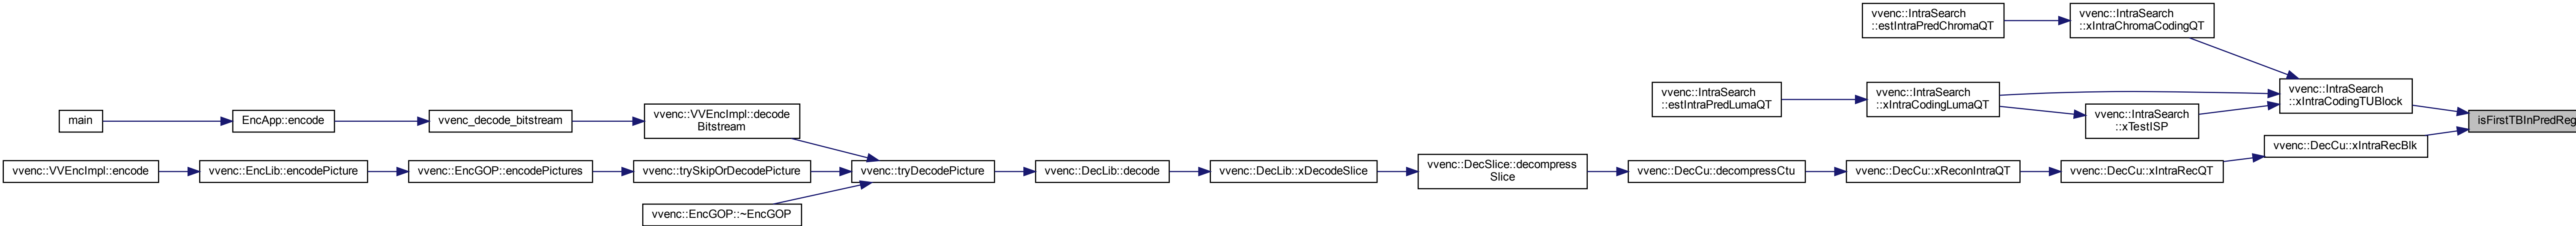 vvenc::IntraSearch
::estIntraPredChromaQT
vvenc::IntraSearch
::xIntraChromaCodingQT
vvenc::IntraSearch
::estIntraPredLumaQT
vvenc::IntraSearch
::xIntraCodingLumaQT
vvenc::IntraSearch
::xIntraCodingTUBlock
main
EncApp::encode
vvenc_decode_bitstream
vvenc::VVEncImpl::decode
Bitstream
vvenc::IntraSearch
::xTestISP
isFirstTBInPredReg
vvenc::DecCu::xIntraRecBlk
vvenc::VVEncImpl::encode
vvenc::EncLib::encodePicture
vvenc::EncGOP::encodePictures
vvenc::trySkipOrDecodePicture
vvenc::tryDecodePicture
vvenc::DecLib::decode
vvenc::DecLib::xDecodeSlice
vvenc::DecSlice::decompress
Slice
vvenc::DecCu::decompressCtu
vvenc::DecCu::xReconIntraQT
vvenc::DecCu::xIntraRecQT
vvenc::EncGOP::~EncGOP